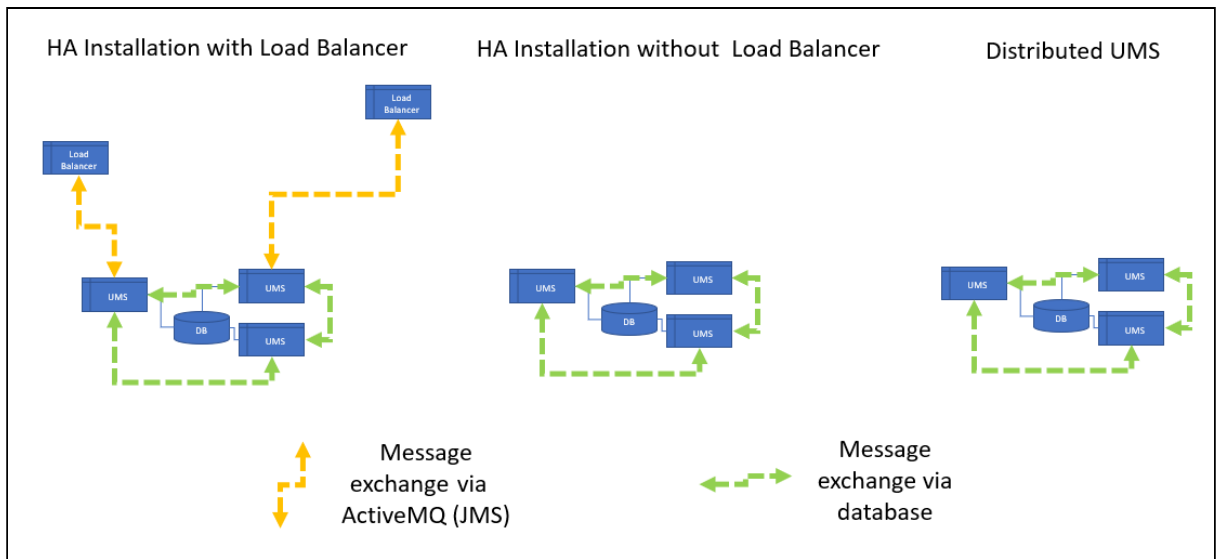 HA Installation with Load Balancer
HA Installation without  Load Balancer
Distributed UMS
Load
Balancer
Load
Balancer
UMS
UMS
DB
UMS
UMS
UMS
DB
UMS
UMS
UMS
DB
UMS
Message
exchange via
ActiveMQ (JMS)
Message
exchange via
database